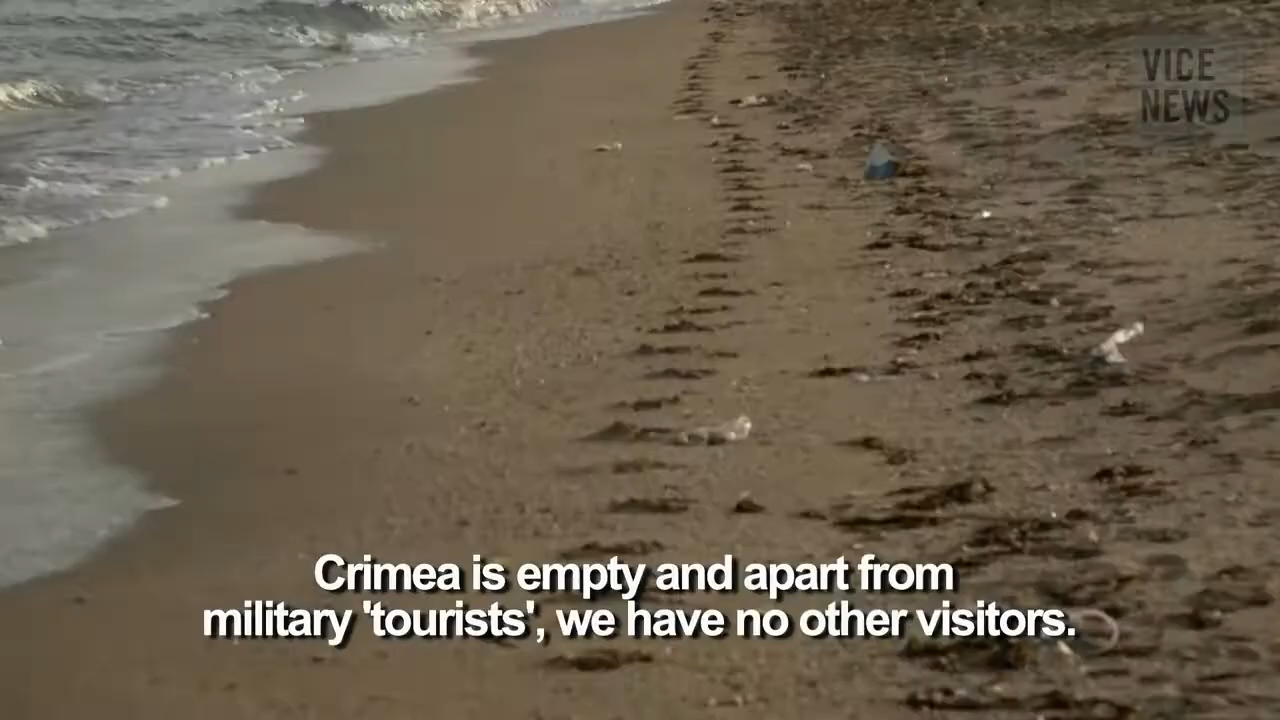 VICE
NEWS
Crimea is empty and apart from
military 'tourists', we have no other visitors.